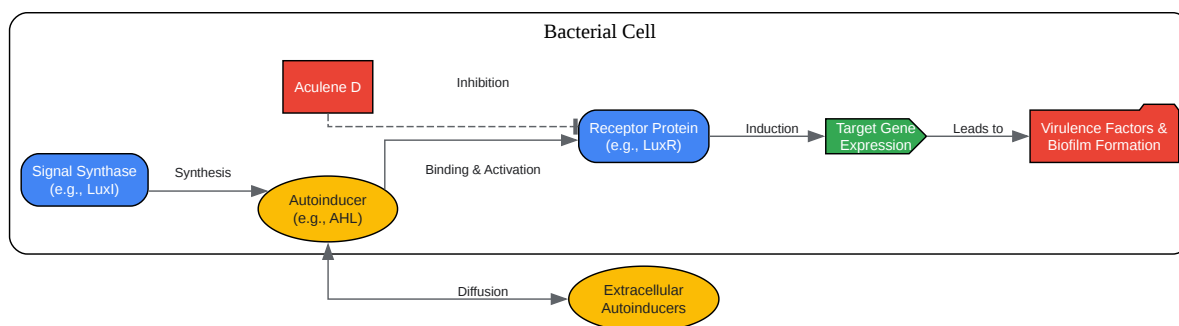 Bacterial Cell
Aculene D
Inhibition
Receptor Protein
(e.g., LuxR)
Induction
Target Gene
Expression
Leads to
Virulence Factors &
Biofilm Formation
Signal Synthase
(e.g., LuxI)
Synthesis
Binding & Activation
Autoinducer
(e.g., AHL)
Diffusion
Extracellular
Autoinducers